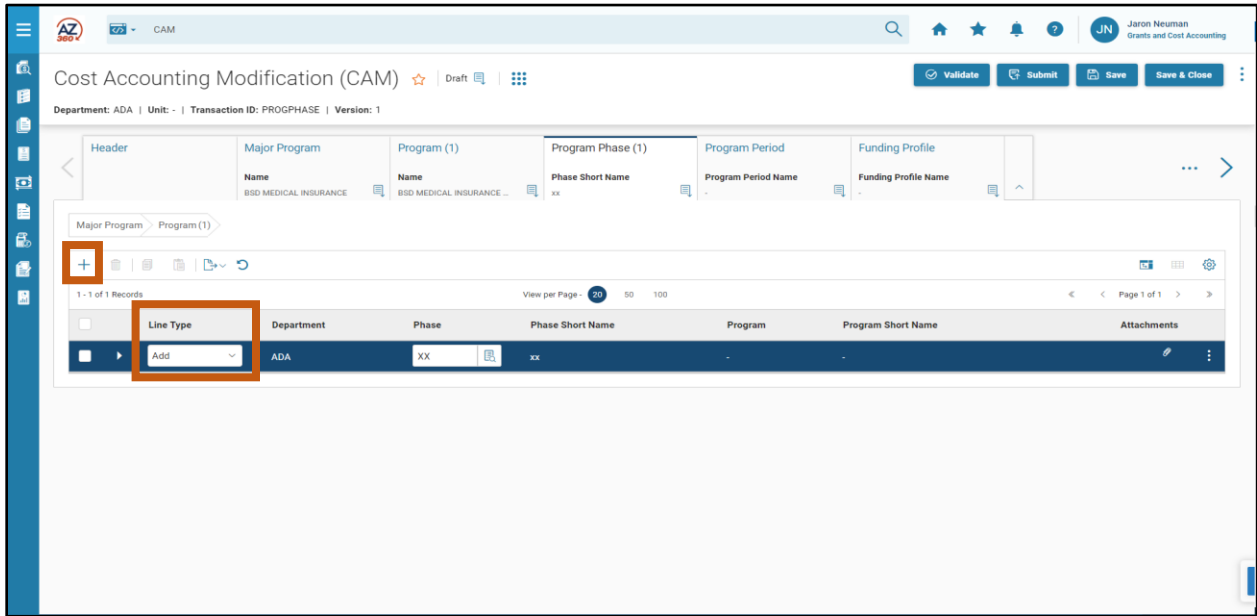 AZ
360
CAM
JN
Jaron Neuman
Grants and Cost Accounting
Cost Accounting Modification (CAM)
Draft
Validate
Submit
Save
Save & Close
Department: ADA | Unit: - | Transaction ID: PROGPHASE | Version: 1
Header
Major Program
Program (1)
Program Phase (1)
Program Period
Funding Profile
Name
Name
Phase Short Name
Program Period Name
Funding Profile Name
BSD MEDICAL INSURANCE
BSD MEDICAL INSURANCE ...
xx
-
-
...
Major Program
Program (1)
1 - 1 of 1 Records
View per Page - 20 50 100
Page 1 of 1
Line Type
Department
Phase
Phase Short Name
Program
Program Short Name
Attachments
Add
ADA
XX
xx
-
-